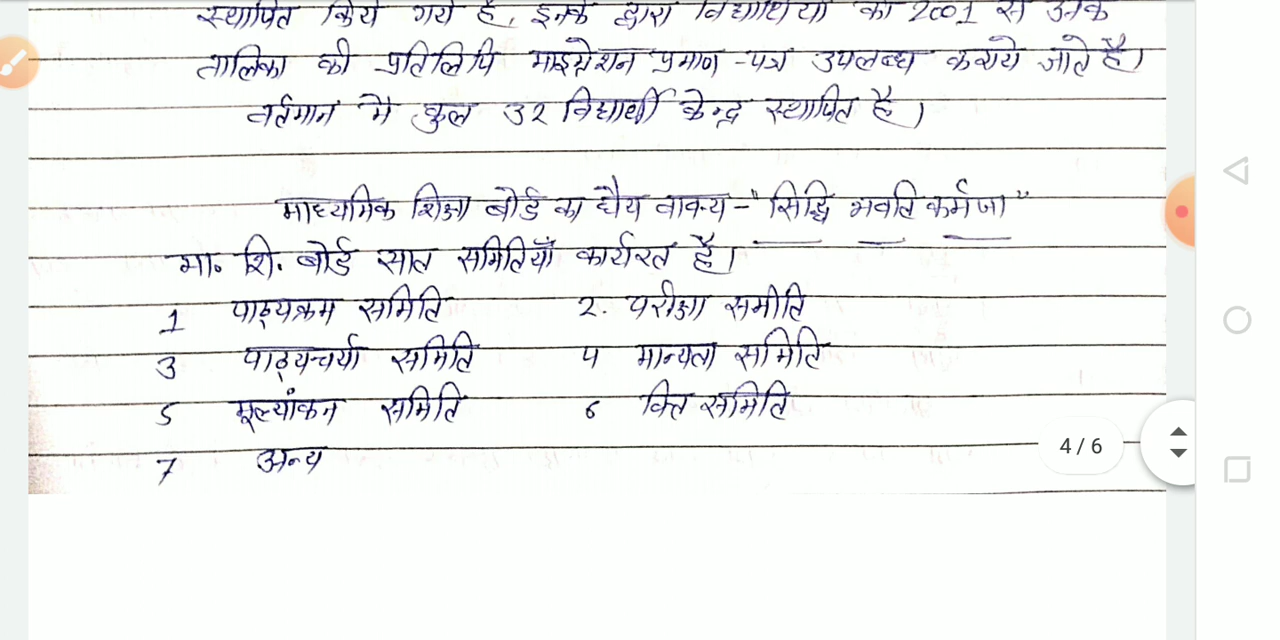 स्थापित किये गये है, इनके द्वारा विद्यार्थियों को 2001 से उनके
तालिका की प्रतिलिपि माइग्रेशन प्रमाण -पत्र उपलब्ध कराये जाते है।
वर्तमान मे कुल 32 विद्यार्थी केन्द्र स्थापित है।
माध्यमिक शिक्षा बोर्ड का ध्येय वाक्य - "सिद्धि भवति कर्मजा"
मा. शि. बोर्ड सात समितियाँ कार्यरत है।
1 पाठ्यक्रम समिति 2. परीक्षा समीति
3 पाठ्यचर्या समिति 4 मान्यता समिति
5 मूल्यांकन समिति 6 वित्त समिति
7 अन्य
4 / 6